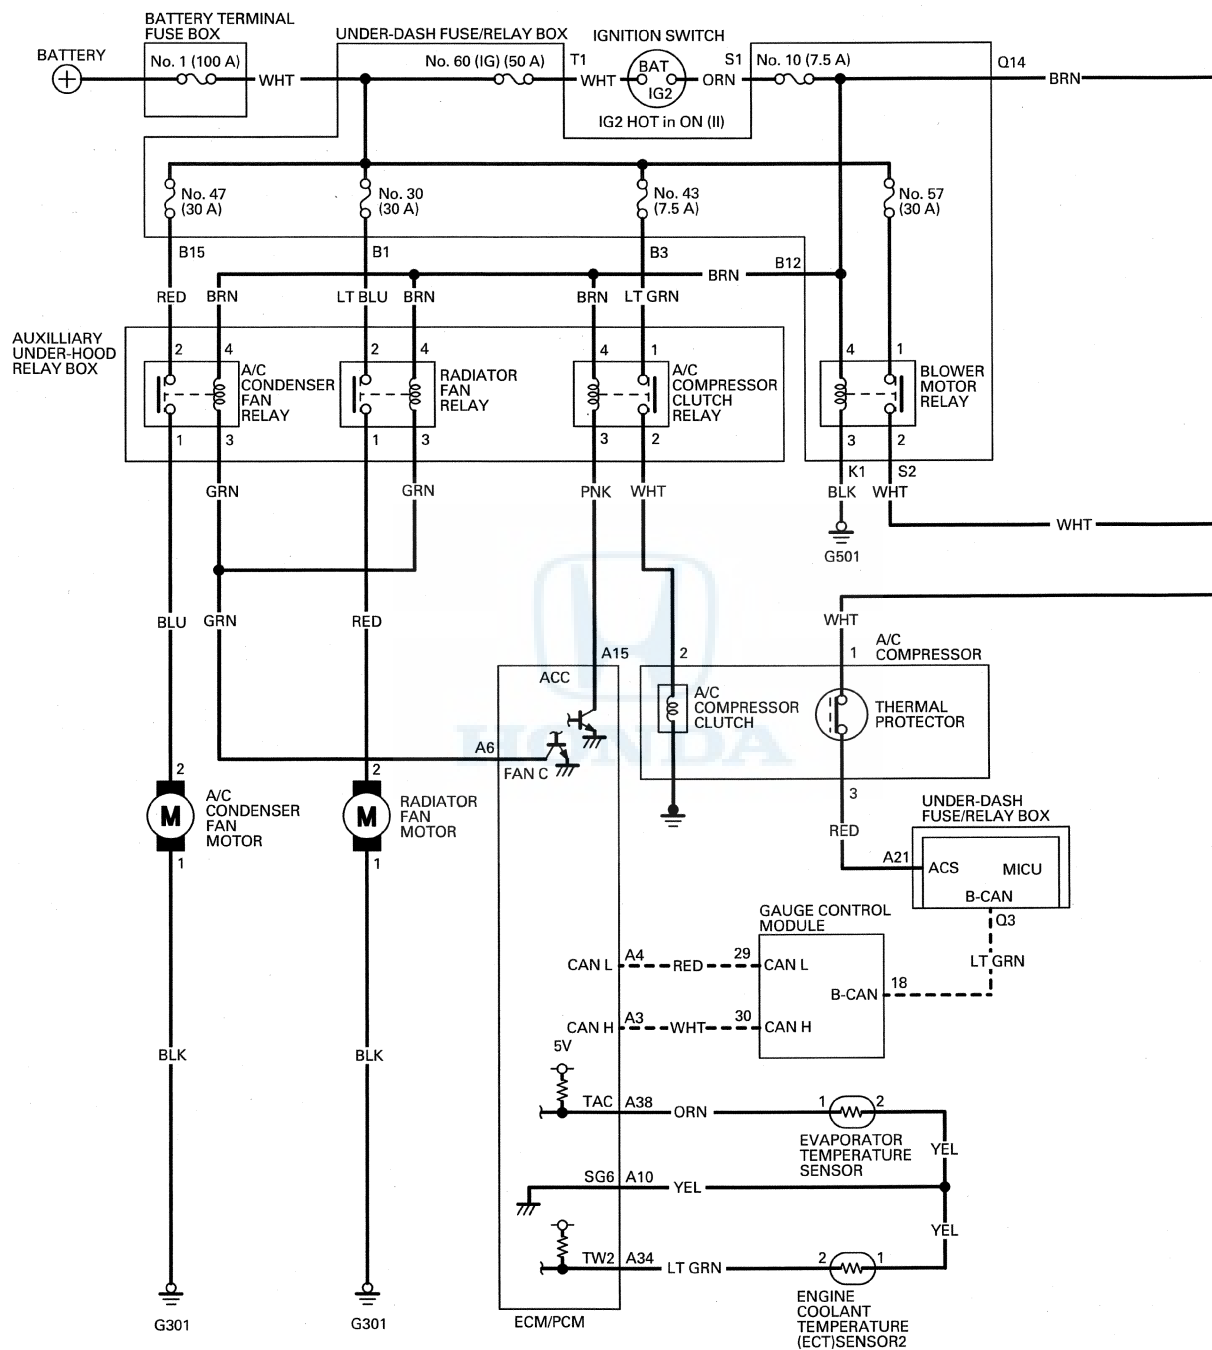 BATTERY TERMINAL
FUSE BOX
UNDER-DASH FUSE/RELAY BOX
IGNITION SWITCH
BATTERY
No. 1 (100 A)
WHT
No. 60 (IG) (50 A)
T1
WHT
BAT
IG2
ORN
S1
No. 10 (7.5 A)
Q14
BRN
IG2 HOT in ON (II)
No. 47
(30 A)
No. 30
(30 A)
No. 43
(7.5 A)
No. 57
(30 A)
B15
B1
B3
B12
BRN
RED
BRN
LT BLU
BRN
BRN
LT GRN
AUXILLIARY
UNDER-HOOD
RELAY BOX
2
4
2
4
4
1
4
1
A/C
CONDENSER
FAN
RELAY
RADIATOR
FAN
RELAY
A/C
COMPRESSOR
CLUTCH
RELAY
BLOWER
MOTOR
RELAY
1
3
1
3
3
2
3
2
K1
S2
GRN
GRN
PNK
WHT
BLK
WHT
WHT
G501
BLU
GRN
RED
WHT
A15
2
1
A/C
COMPRESSOR
ACC
A/C
COMPRESSOR
CLUTCH
THERMAL
PROTECTOR
HONDA
A6
FAN C
2
2
3
M
A/C
CONDENSER
FAN
MOTOR
M
RADIATOR
FAN
MOTOR
1
1
RED
UNDER-DASH
FUSE/RELAY BOX
A21
ACS
MICU
B-CAN
Q3
LT GRN
GAUGE CONTROL
MODULE
CAN L
A4
RED
29
CAN L
B-CAN
18
CAN H
A3
WHT
30
CAN H
BLK
BLK
5V
TAC
A38
ORN
1
2
EVAPORATOR
TEMPERATURE
SENSOR
YEL
SG6
A10
YEL
YEL
TW2
A34
LT GRN
2
1
ENGINE
COOLANT
TEMPERATURE
(ECT)SENSOR2
G301
G301
ECM/PCM